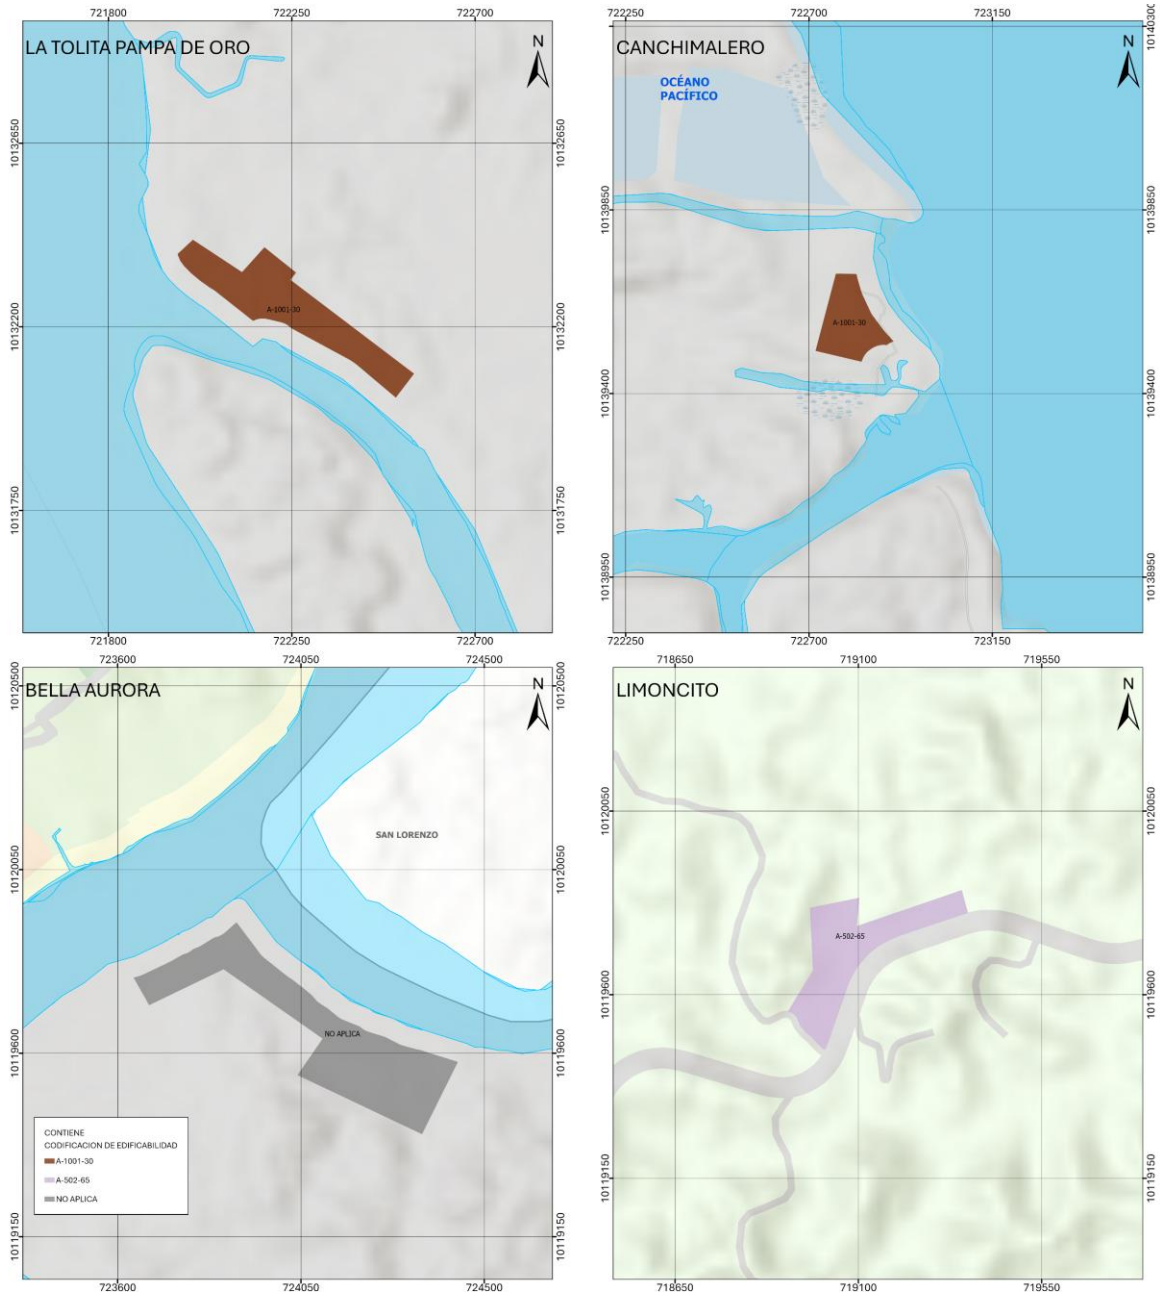 721800 722250 722700
LA TOLITA PAMPA DE ORO
N
10132650 10132650
A-1001-30
10132200 10132200
10131750 10131750
721800 722250 722700
722250 722700 723150
CANCHIMALERO
N
1014030
OCÉANO
PACÍFICO
10139850 10139850
A-1001-30
10139400 10139400
10138950 10138950
722250 722700 723150
723600 724050 724500
BELLA AURORA
N
10120500 10120500
SAN LORENZO
10120050 10120050
NO APLICA
10119600 10119600
CONTIENE
CODIFICACION DE EDIFICABILIDAD
A-1001-30
A-502-65
NO APLICA
10119150 10119150
723600 724050 724500
718650 719100 719550
LIMONCITO
N
10120050 10120050
A-502-65
10119600 10119600
10119150 10119150
718650 719100 719550